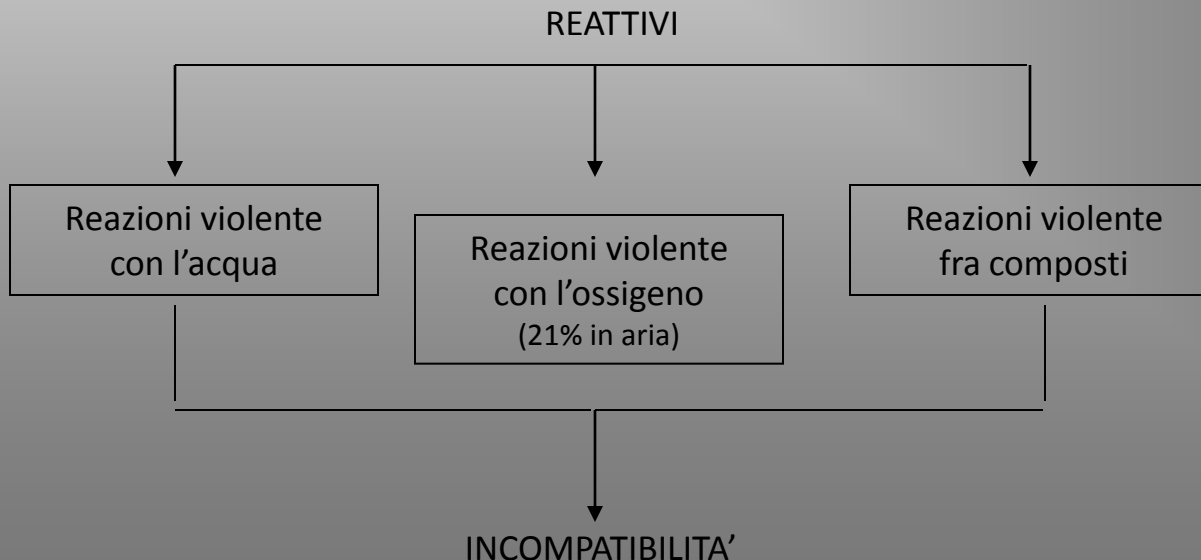 REATTIVI
Reazioni violente
con l’acqua
Reazioni violente
con l’ossigeno
(21% in aria)
Reazioni violente
fra composti
INCOMPATIBILITA’